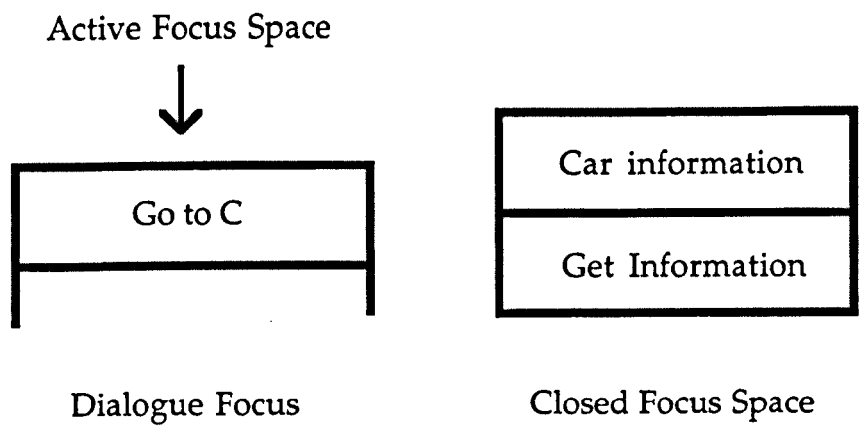 Active Focus Space
Go to C
Dialogue Focus
Car information
Get Information
Closed Focus Space